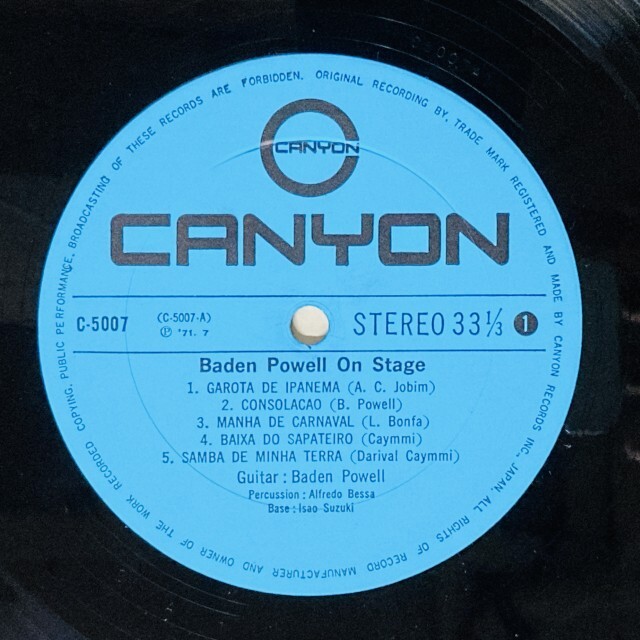 CANYON
CANYON
C-5007
(C-5007-A)
Ⓟ '71. 7
STEREO 33 1/3
1
Baden Powell On Stage
1. GAROTA DE IPANEMA (A. C. Jobim)
2. CONSOLACAO (B. Powell)
3. MANHA DE CARNAVAL (L. Bonfa)
4. BAIXA DO SAPATEIRO (Caymmi)
5. SAMBA DE MINHA TERRA (Darival Caymmi)
Guitar : Baden Powell
Percussion : Alfredo Bessa
Base : Isao Suzuki
ORIGINAL RECORDING BY, TRADE MARK REGISTERED AND MADE BY CANYON RECORDS INC., JAPAN. ALL RIGHTS OF RECORD MANUFACTURER AND OWNER OF THE WORK RECORDED COPYING, PUBLIC PERFORMANCE, BROADCASTING OF THESE RECORDS ARE FORBIDDEN.